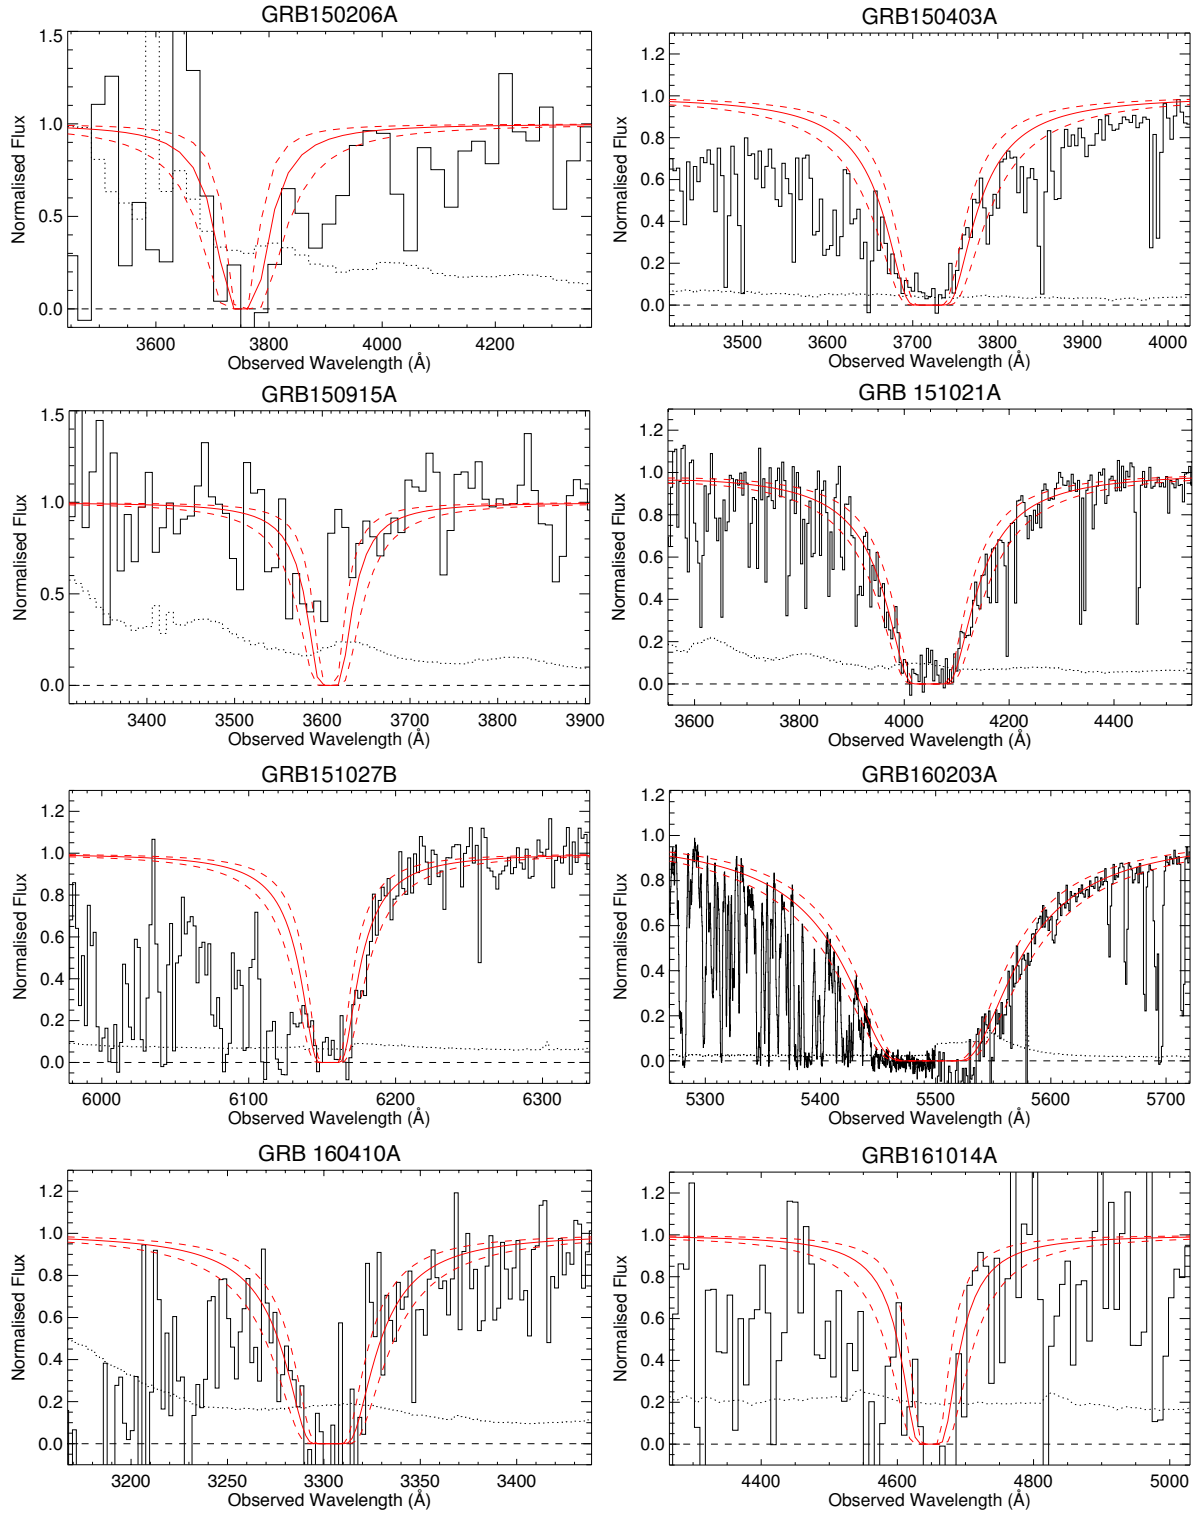 GRB150206A
1.5
1.0
0.5
0.0
Normalised Flux
3600 3800 4000 4200
Observed Wavelength (Å)
GRB150403A
1.2
1.0
0.8
0.6
0.4
0.2
0.0
Normalised Flux
3500 3600 3700 3800 3900 4000
Observed Wavelength (Å)
GRB150915A
1.5
1.0
0.5
0.0
Normalised Flux
3400 3500 3600 3700 3800 3900
Observed Wavelength (Å)
GRB 151021A
1.2
1.0
0.8
0.6
0.4
0.2
0.0
Normalised Flux
3600 3800 4000 4200 4400
Observed Wavelength (Å)
GRB151027B
1.2
1.0
0.8
0.6
0.4
0.2
0.0
Normalised Flux
6000 6100 6200 6300
Observed Wavelength (Å)
GRB160203A
1.2
1.0
0.8
0.6
0.4
0.2
0.0
Normalised Flux
5300 5400 5500 5600 5700
Observed Wavelength (Å)
GRB 160410A
1.2
1.0
0.8
0.6
0.4
0.2
0.0
Normalised Flux
3200 3250 3300 3350 3400
Observed Wavelength (Å)
GRB161014A
1.2
1.0
0.8
0.6
0.4
0.2
0.0
Normalised Flux
4400 4600 4800 5000
Observed Wavelength (Å)